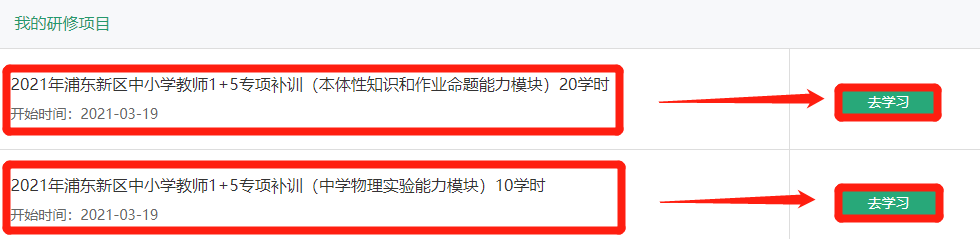 我的研修项目
2021年浦东新区中小学教师1+5专项补训（本体性知识和作业命题能力模块）20学时
开始时间：2021-03-19
去学习
2021年浦东新区中小学教师1+5专项补训（中学物理实验能力模块）10学时
开始时间：2021-03-19
去学习